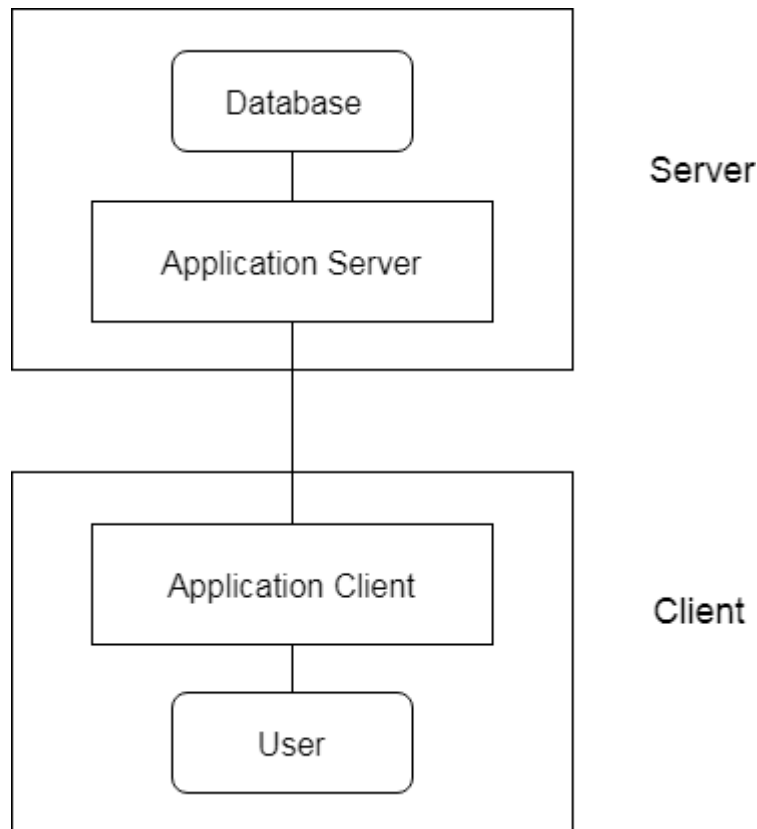 Database
Server
Application Server
Application Client
Client
User